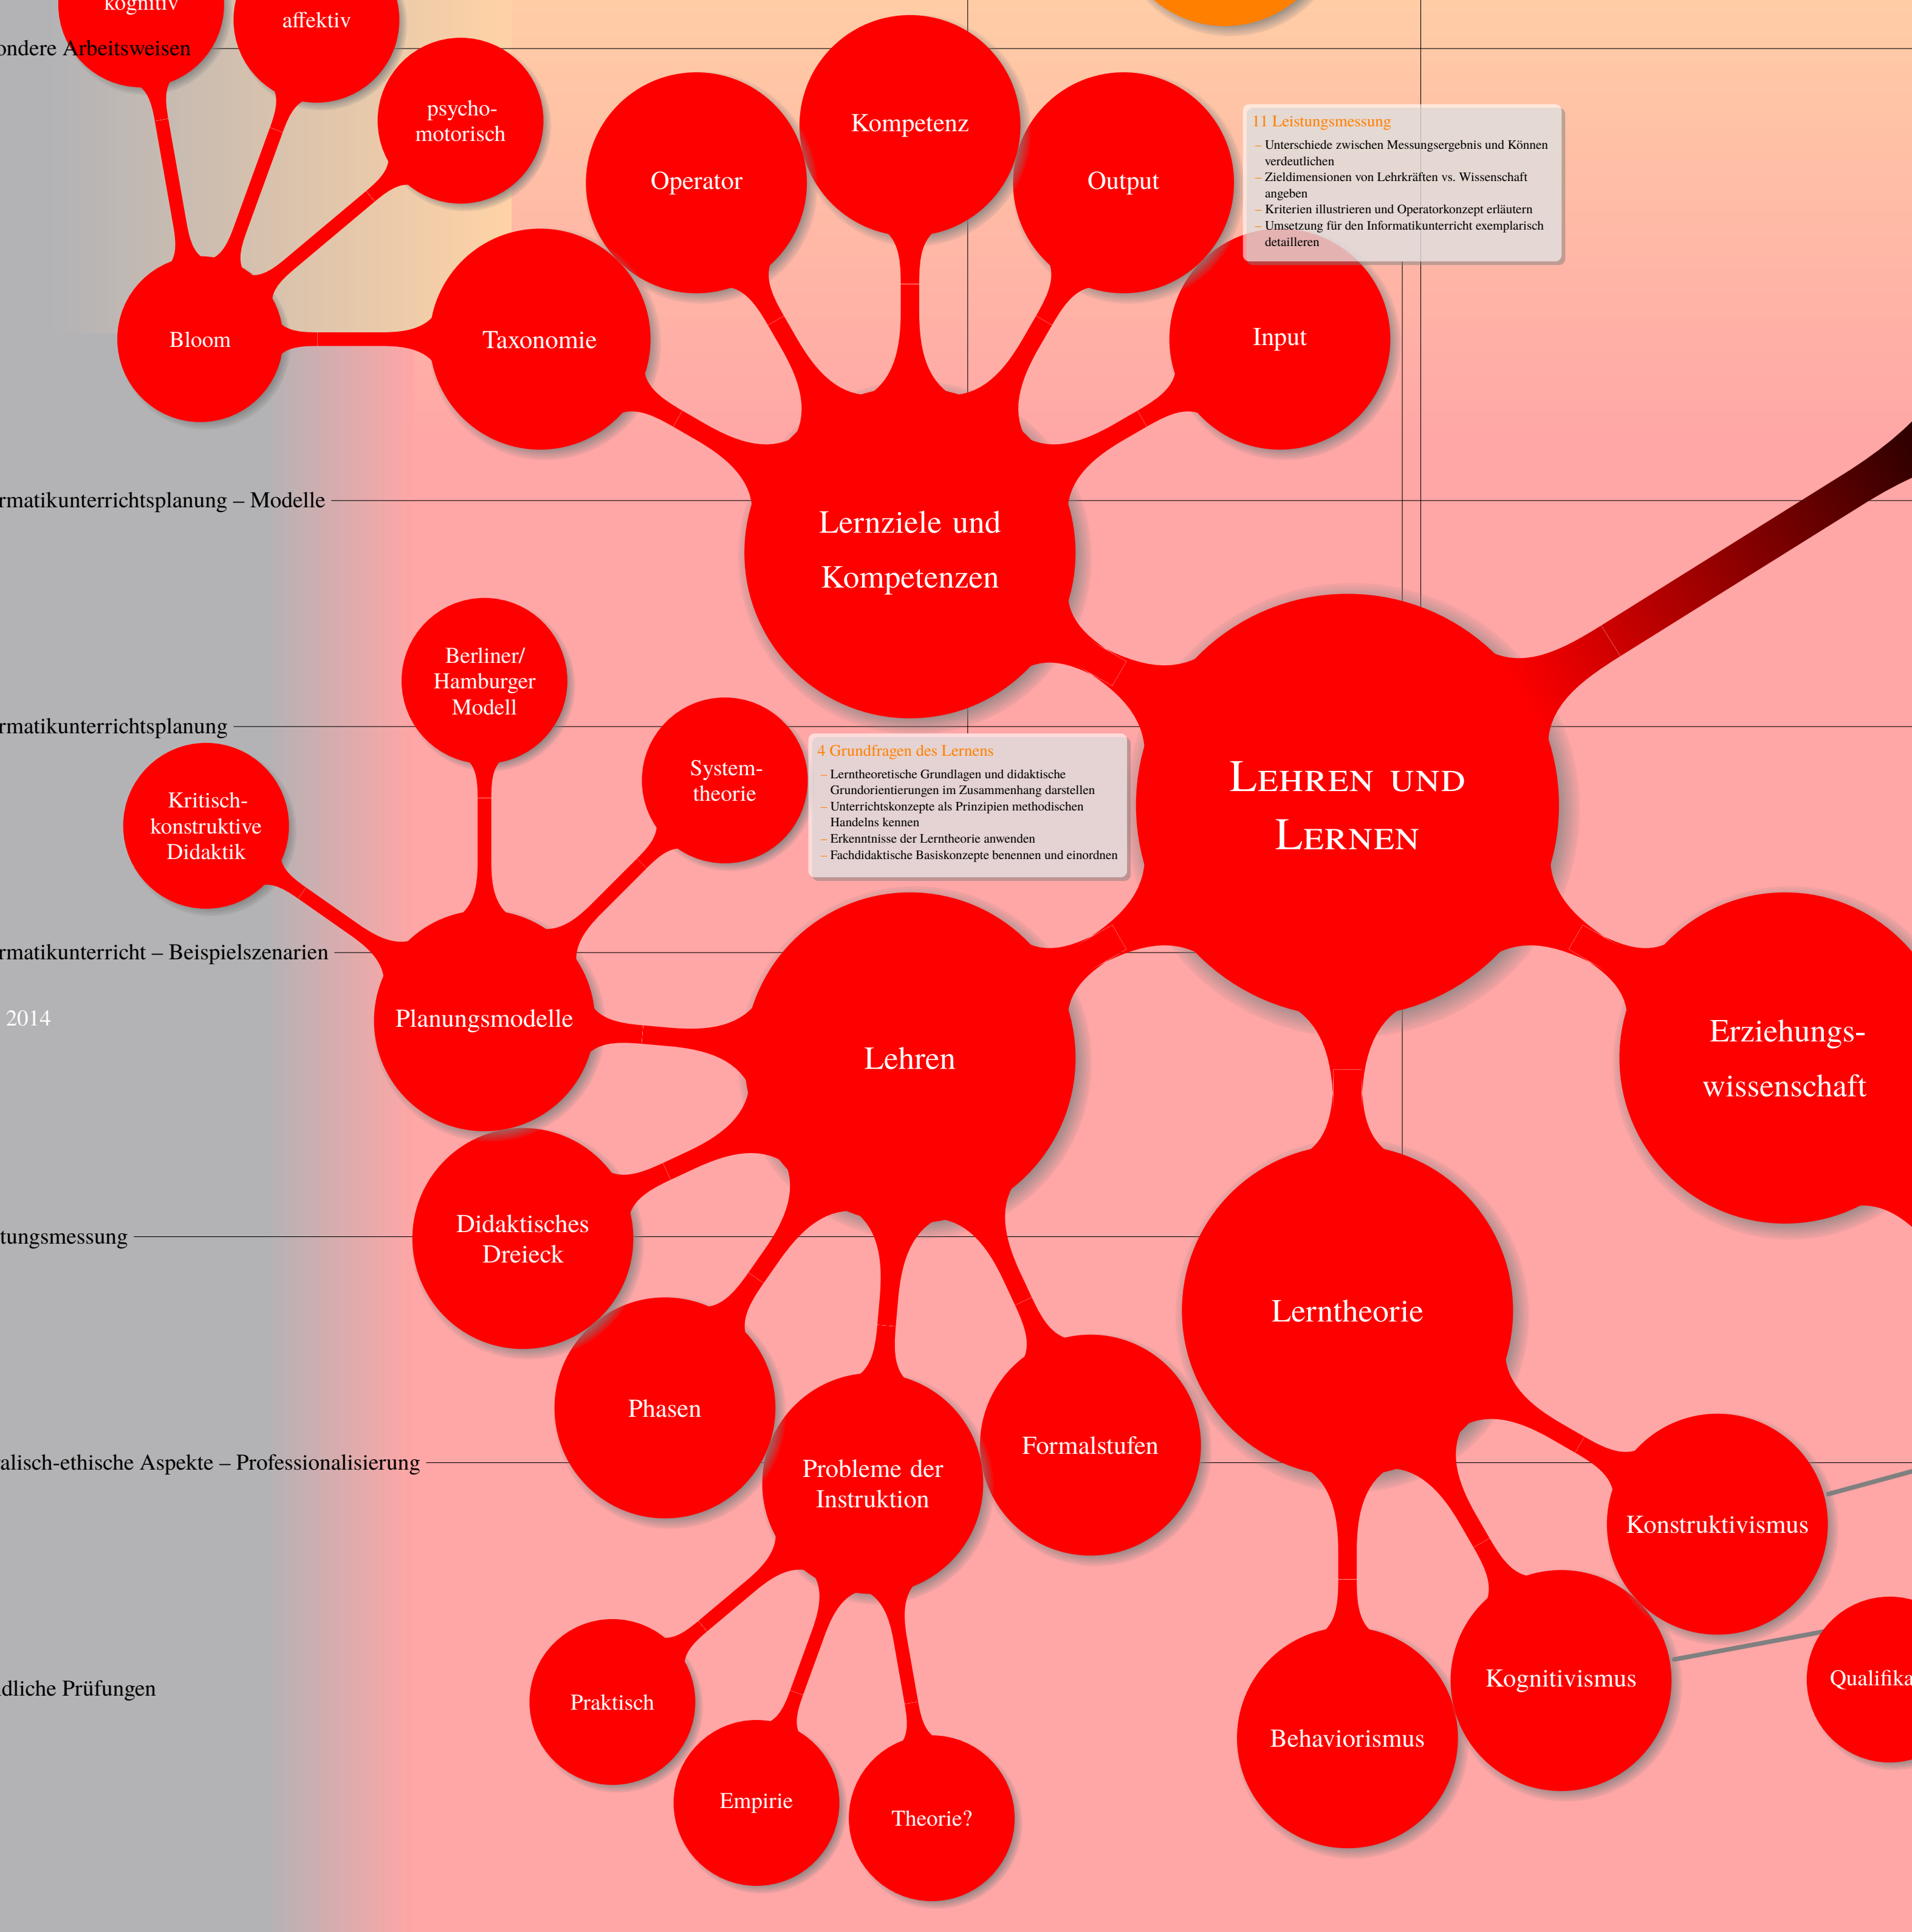 kognitiv
affektiv
ondere Arbeitsweisen
psycho-
motorisch
Bloom
Taxonomie
Operator
Kompetenz
Output
Input
11 Leistungsmessung
– Unterschiede zwischen Messungsergebnis und Können
verdeutlichen
– Zieldimensionen von Lehrkräften vs. Wissenschaft
angeben
– Kriterien illustrieren und Operatorkonzept erläutern
– Umsetzung für den Informatikunterricht exemplarisch
detailleren
rmatikunterrichtsplanung – Modelle
Lernziele und
Kompetenzen
Berliner/
Hamburger
Modell
rmatikunterrichtsplanung
Kritisch-
konstruktive
Didaktik
System-
theorie
4 Grundfragen des Lernens
– Lerntheoretische Grundlagen und didaktische
Grundorientierungen im Zusammenhang darstellen
– Unterrichtskonzepte als Prinzipien methodischen
Handelns kennen
– Erkenntnisse der Lerntheorie anwenden
– Fachdidaktische Basiskonzepte benennen und einordnen
LEHREN UND
LERNEN
rmatikunterricht – Beispielszenarien
2014
Planungsmodelle
Lehren
Erziehungs-
wissenschaft
Didaktisches
Dreieck
tungsmessung
Lerntheorie
Phasen
Formalstufen
alisch-ethische Aspekte – Professionalisierung
Probleme der
Instruktion
Konstruktivismus
Kognitivismus
Qualifika
dliche Prüfungen
Praktisch
Behaviorismus
Empirie
Theorie?